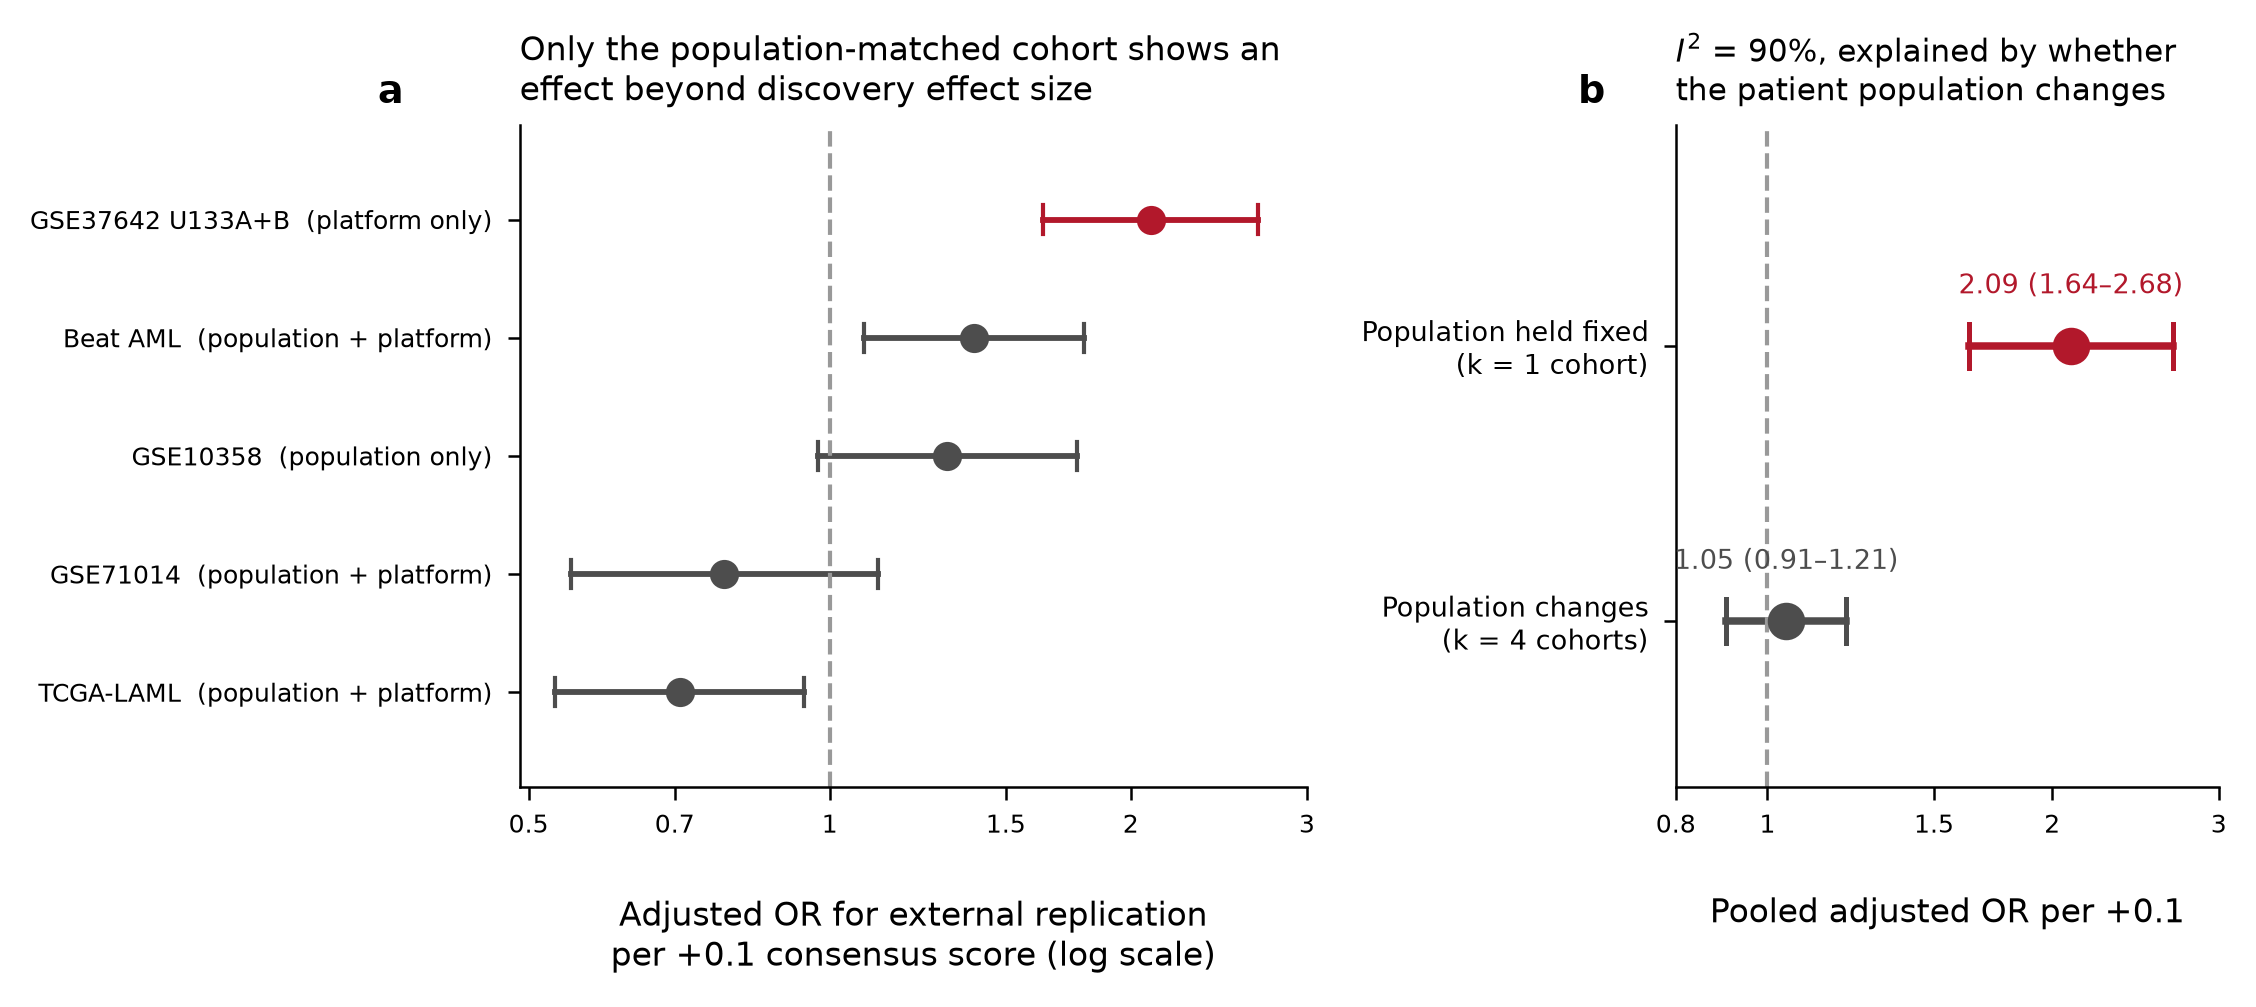 a
Only the population-matched cohort shows an
effect beyond discovery effect size
GSE37642 U133A+B (platform only)
Beat AML (population + platform)
GSE10358 (population only)
GSE71014 (population + platform)
TCGA-LAML (population + platform)
0.5 0.7 1 1.5 2 3
Adjusted OR for external replication
per +0.1 consensus score (log scale)
b
I² = 90%, explained by whether
the patient population changes
2.09 (1.64–2.68)
Population held fixed
(k = 1 cohort)
1.05 (0.91–1.21)
Population changes
(k = 4 cohorts)
0.8 1 1.5 2 3
Pooled adjusted OR per +0.1